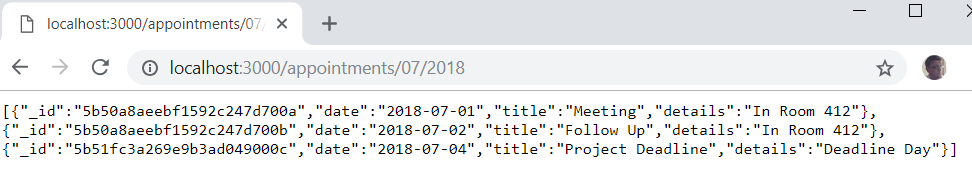 localhost:3000/appointments/07
localhost:3000/appointments/07/2018
[{"_id":"5b50a8aeebf1592c247d700a","date":"2018-07-01","title":"Meeting","details":"In Room 412"},
{"_id":"5b50a8aeebf1592c247d700b","date":"2018-07-02","title":"Follow Up","details":"In Room 412"},
{"_id":"5b51fc3a269e9b3ad049000c","date":"2018-07-04","title":"Project Deadline","details":"Deadline Day"}]